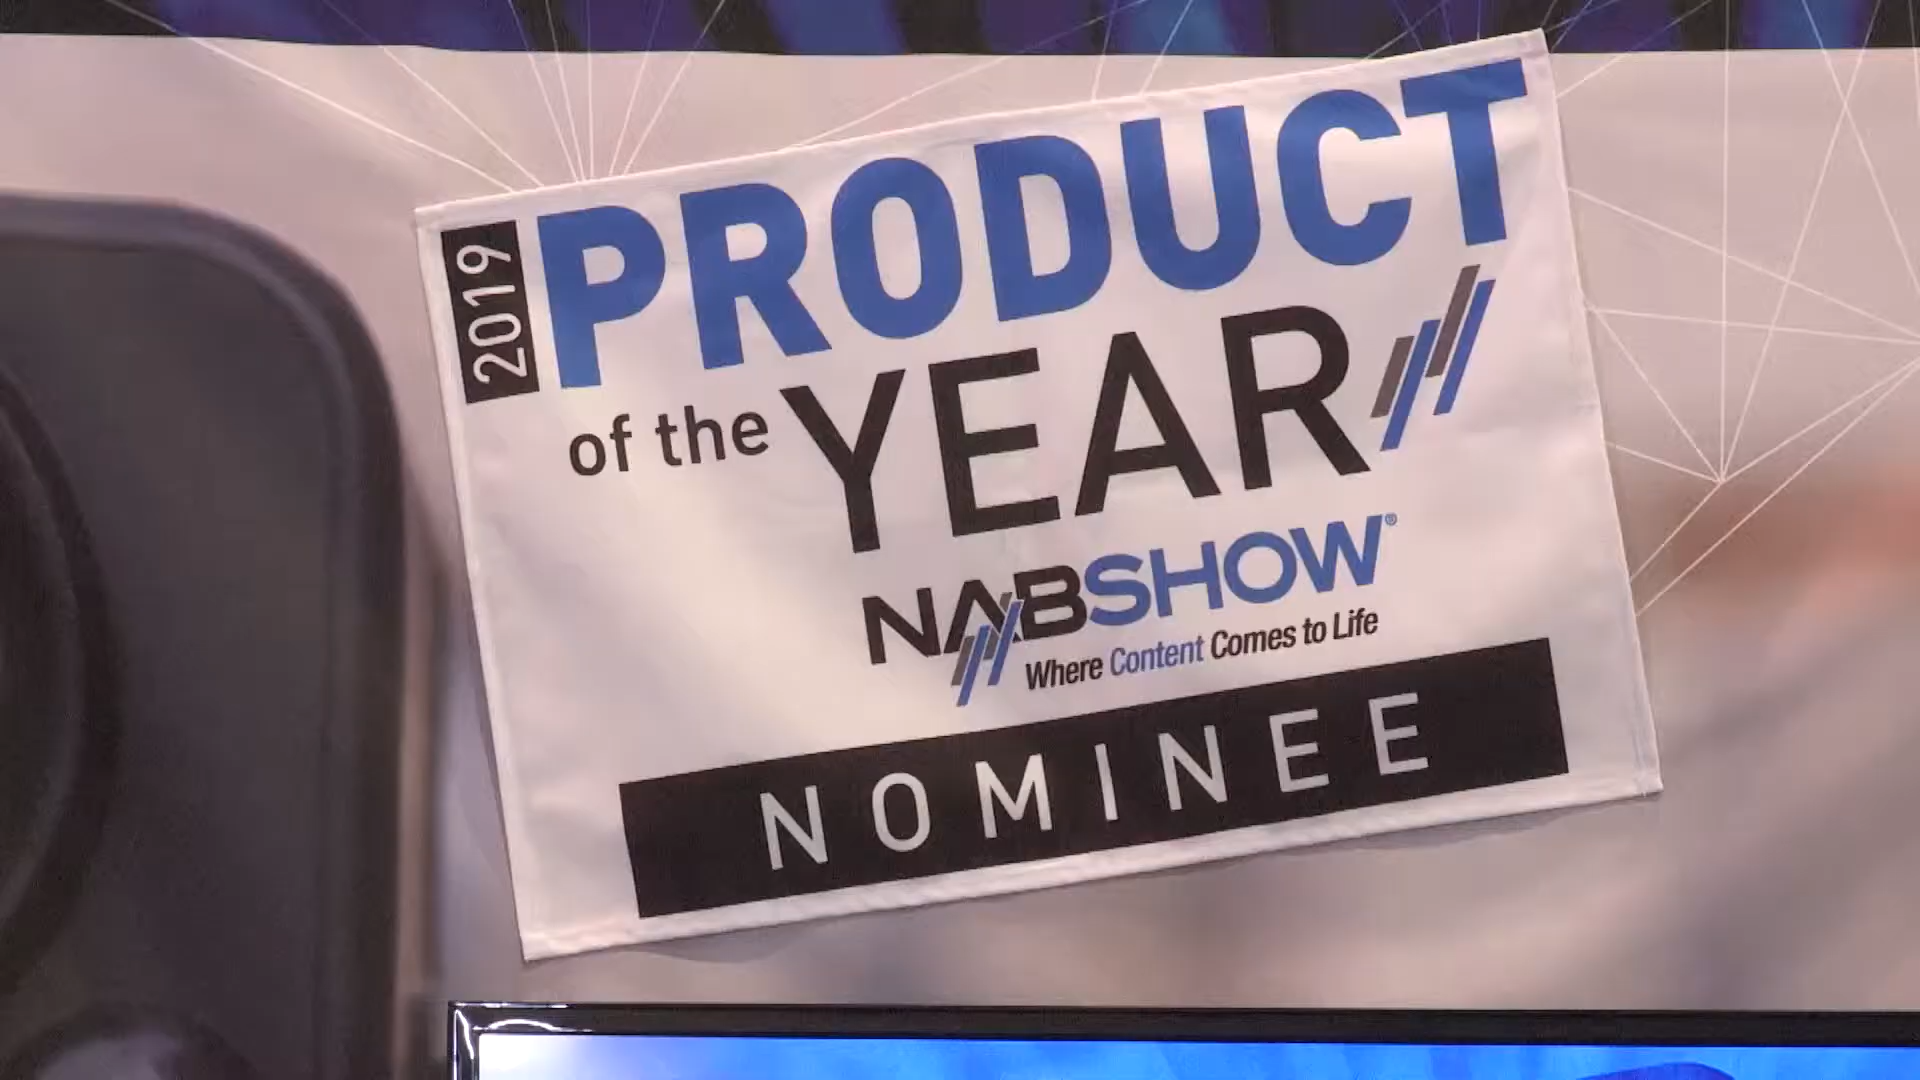 2019
PRODUCT
of the YEAR
NABSHOW®
Where Content Comes to Life
NOMINEE